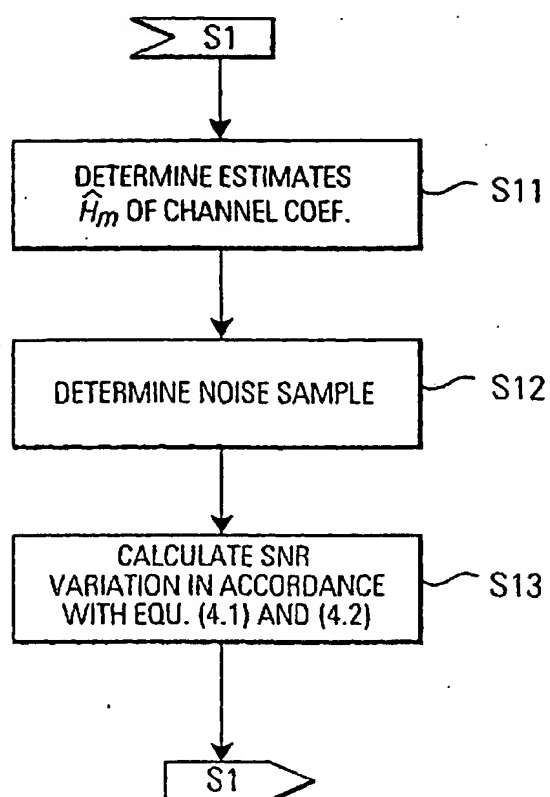 S1
DETERMINE ESTIMATES
Ĥm OF CHANNEL COEF.
S11
DETERMINE NOISE SAMPLE
S12
CALCULATE SNR
VARIATION IN ACCORDANCE
WITH EQU. (4.1) AND (4.2)
S13
S1